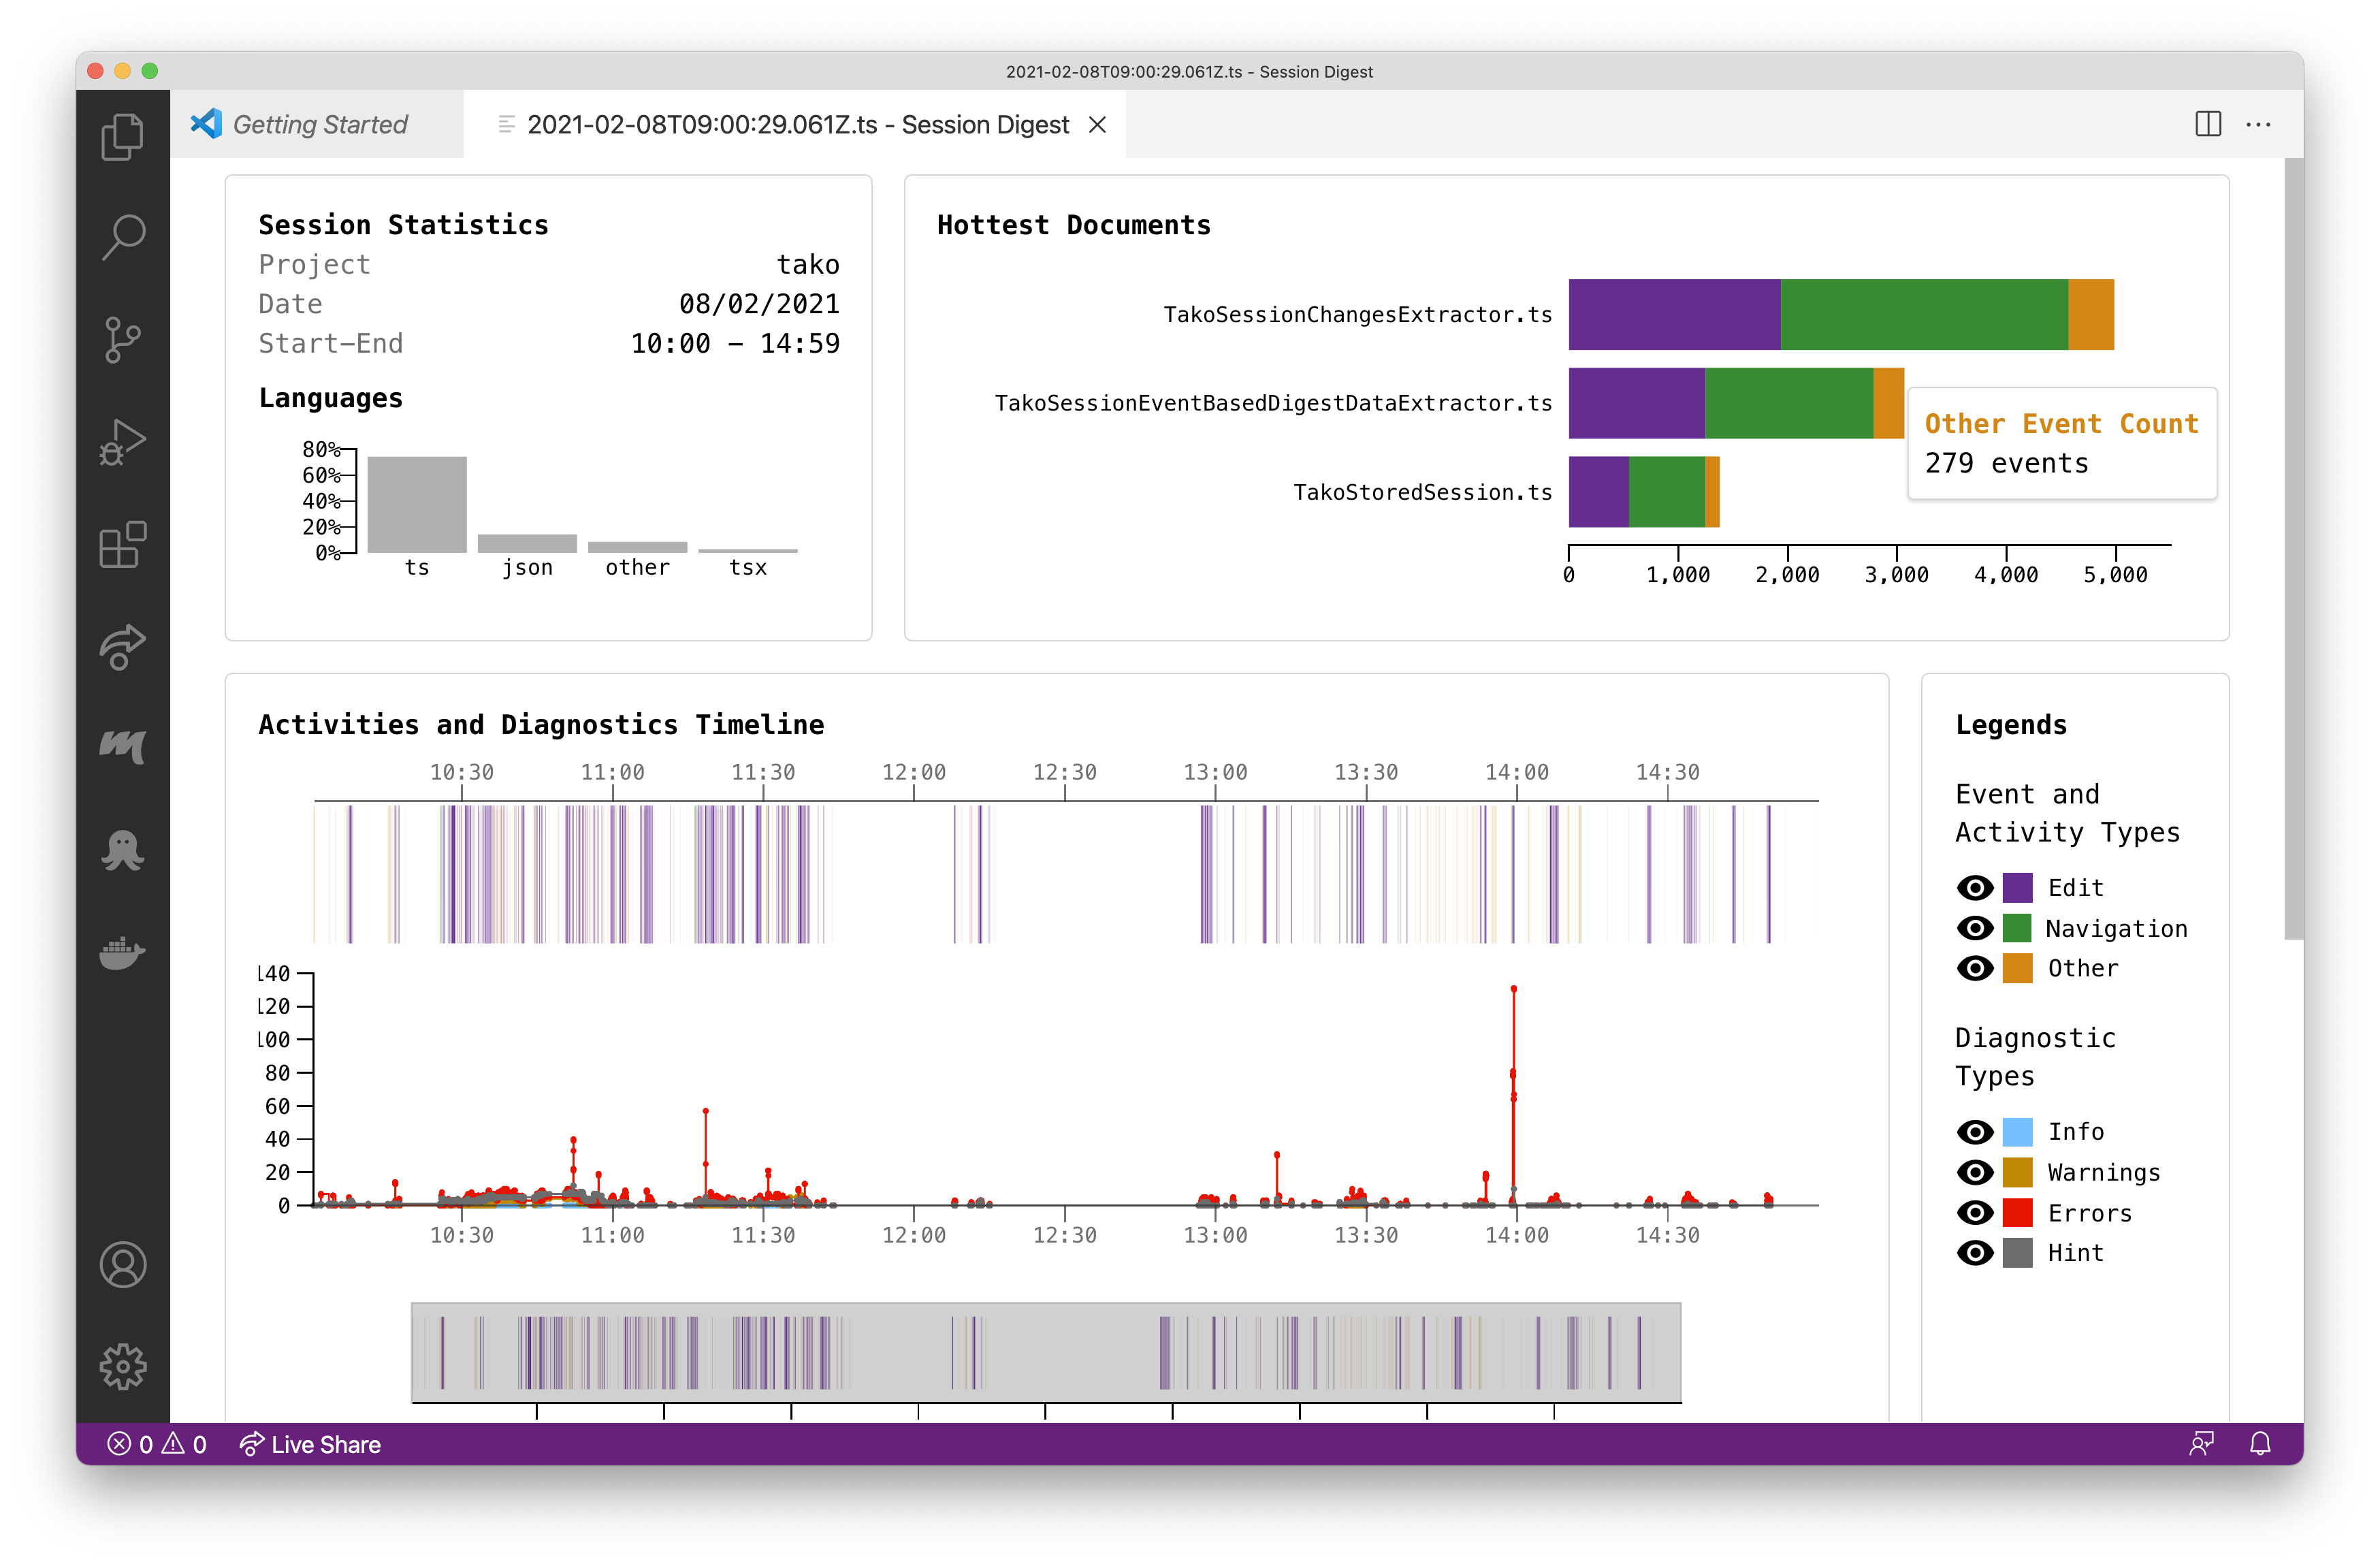 2021-02-08T09:00:29.061Z.ts - Session Digest
Getting Started
2021-02-08T09:00:29.061Z.ts - Session Digest
Session Statistics
Project tako
Date 08/02/2021
Start-End 10:00 - 14:59
Languages
80%
60%
40%
20%
0%
ts json other tsx
Hottest Documents
TakoSessionChangesExtractor.ts
TakoSessionEventBasedDigestDataExtractor.ts
TakoStoredSession.ts
Other Event Count
279 events
0 1,000 2,000 3,000 4,000 5,000
Activities and Diagnostics Timeline
10:30 11:00 11:30 12:00 12:30 13:00 13:30 14:00 14:30
140
120
100
80
60
40
20
0
10:30 11:00 11:30 12:00 12:30 13:00 13:30 14:00 14:30
Legends
Event and
Activity Types
Edit
Navigation
Other
Diagnostic
Types
Info
Warnings
Errors
Hint
0 0 Live Share